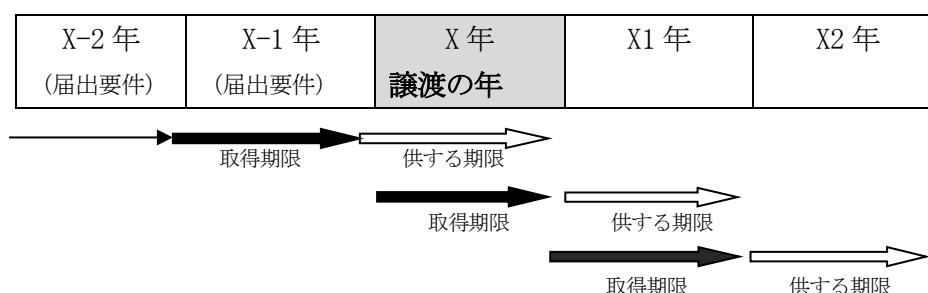 X-2 年 X-1 年 X 年 X1 年 X2 年
(届出要件) (届出要件) 譲渡の年
取得期限 供する期限
取得期限 供する期限
取得期限 供する期限